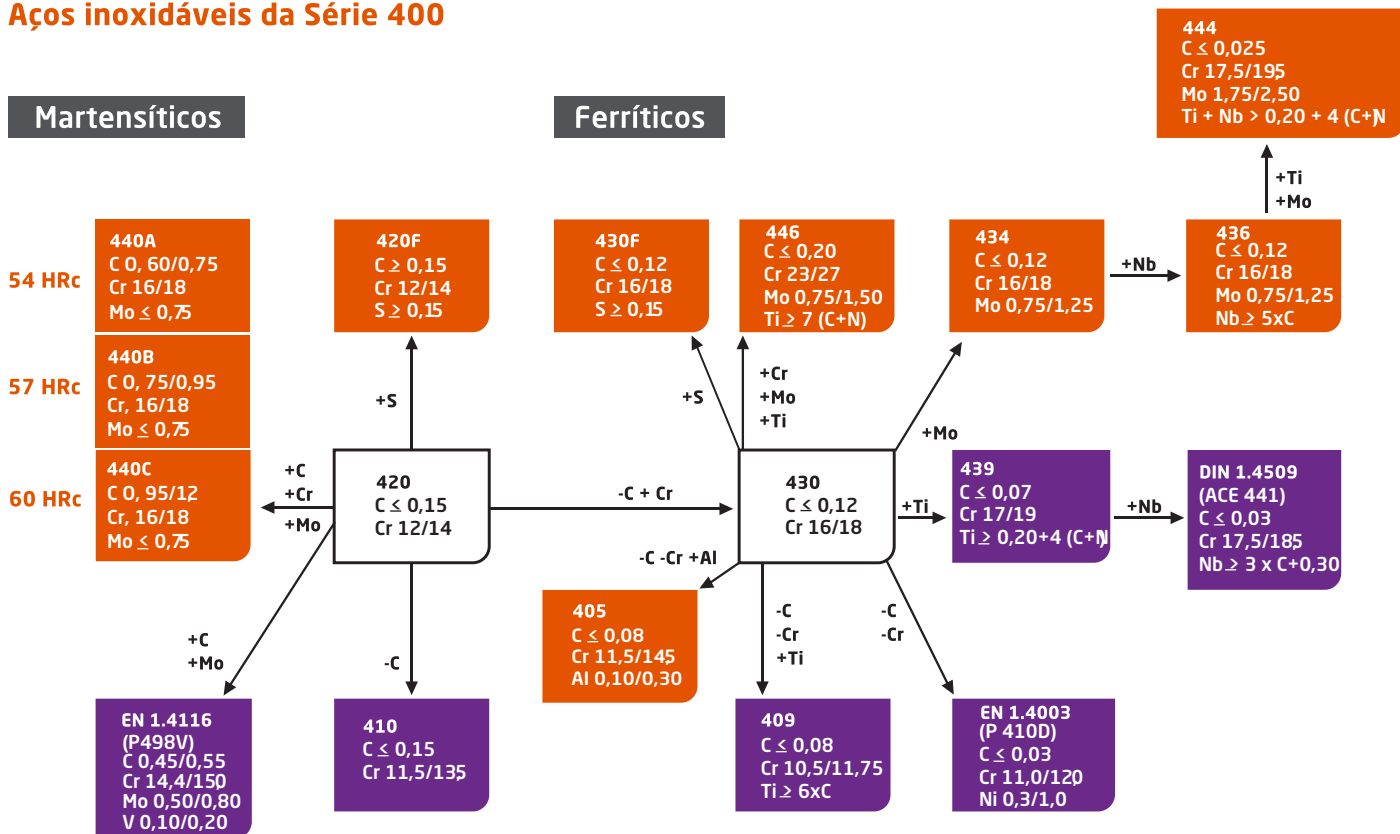 Aços inoxidáveis da Série 400
Martensíticos
Ferríticos
444
C ≤ 0,025
Cr 17,5/19,5
Mo 1,75/2,50
Ti + Nb > 0,20 + 4 (C+N)
+Ti
+Mo
54 HRc
440A
C 0, 60/0,75
Cr 16/18
Mo ≤ 0,75
420F
C ≥ 0,15
Cr 12/14
S ≥ 0,15
430F
C ≤ 0,12
Cr 16/18
S ≥ 0,15
446
C ≤ 0,20
Cr 23/27
Mo 0,75/1,50
Ti ≥ 7 (C+N)
434
C ≤ 0,12
Cr 16/18
Mo 0,75/1,25
+Nb
436
C ≤ 0,12
Cr 16/18
Mo 0,75/1,25
Nb ≥ 5xC
57 HRc
440B
C 0, 75/0,95
Cr, 16/18
Mo ≤ 0,75
+S
+S
+Cr
+Mo
+Ti
+Mo
60 HRc
440C
C 0, 95/12
Cr, 16/18
Mo ≤ 0,75
+C
+Cr
+Mo
420
C ≤ 0,15
Cr 12/14
-C + Cr
430
C ≤ 0,12
Cr 16/18
+Ti
439
C ≤ 0,07
Cr 17/19
Ti ≥ 0,20+4 (C+N)
+Nb
DIN 1.4509
(ACE 441)
C ≤ 0,03
Cr 17,5/18,5
Nb ≥ 3 x C+0,30
-C -Cr +Al
405
C ≤ 0,08
Cr 11,5/14,5
Al 0,10/0,30
+C
+Mo
-C
-C
-Cr
+Ti
-C
-Cr
EN 1.4116
(P498V)
C 0,45/0,55
Cr 14,4/15,0
Mo 0,50/0,80
V 0,10/0,20
410
C ≤ 0,15
Cr 11,5/13,5
409
C ≤ 0,08
Cr 10,5/11,75
Ti ≥ 6xC
EN 1.4003
(P 410D)
C ≤ 0,03
Cr 11,0/12,0
Ni 0,3/1,0